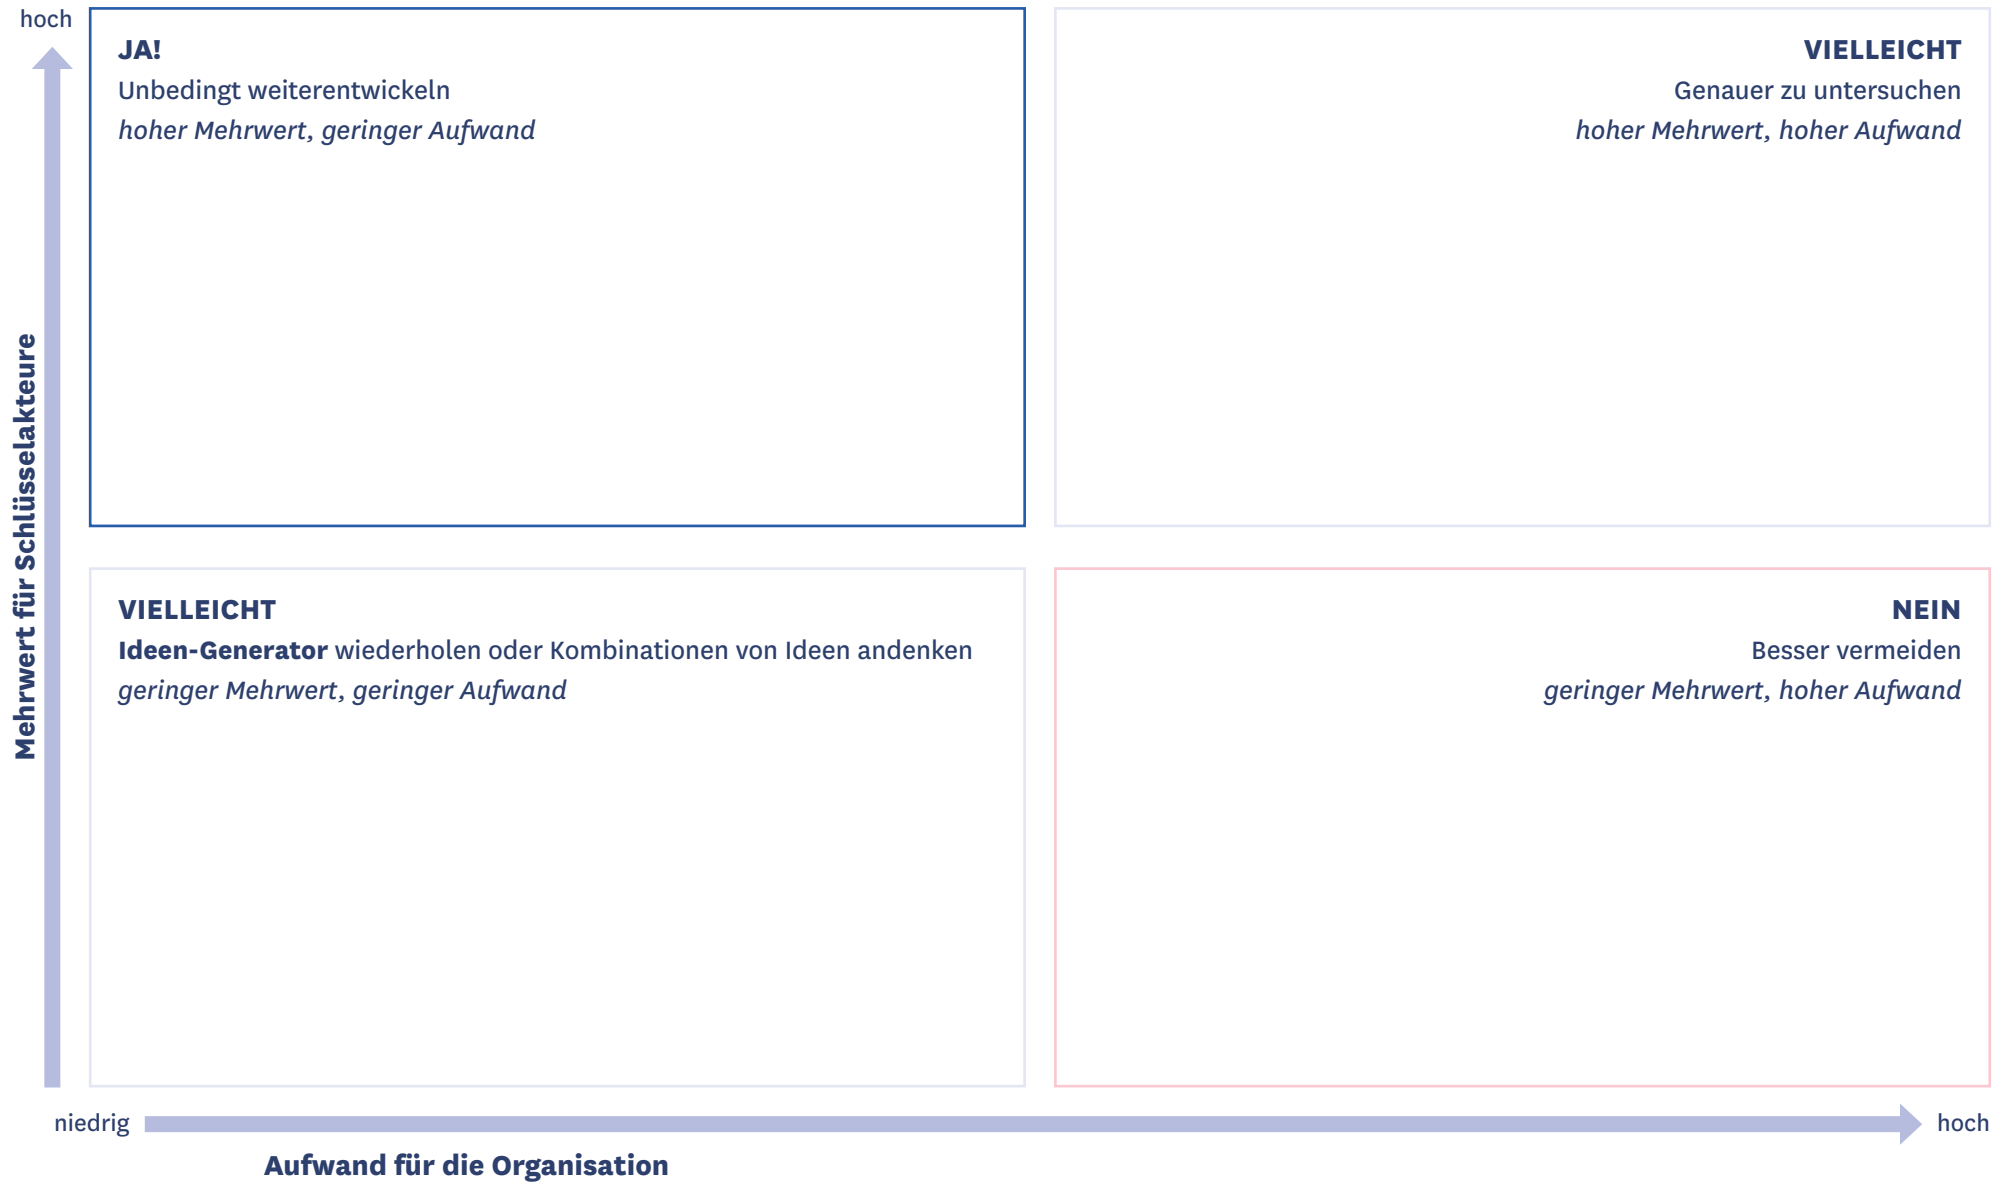 hoch
JA!
Unbedingt weiterentwickeln
hoher Mehrwert, geringer Aufwand
VIELLEICHT
Genauer zu untersuchen
hoher Mehrwert, hoher Aufwand
Mehrwert für Schlüsselakteure
VIELLEICHT
Ideen-Generator wiederholen oder Kombinationen von Ideen andenken
geringer Mehrwert, geringer Aufwand
NEIN
Besser vermeiden
geringer Mehrwert, hoher Aufwand
niedrig
hoch
Aufwand für die Organisation